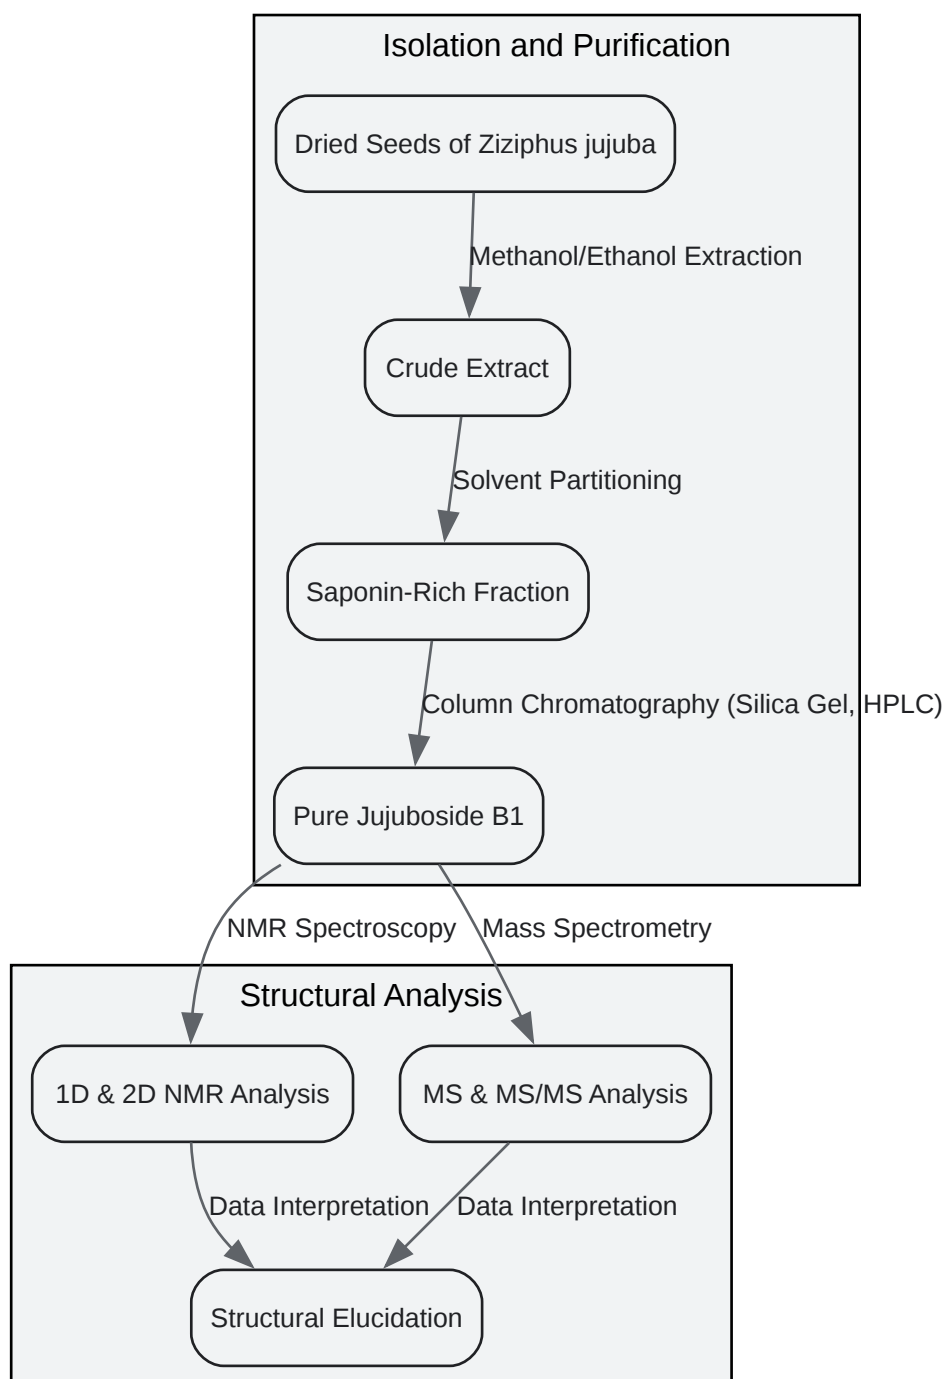 Isolation and Purification
Dried Seeds of Ziziphus jujuba
Methanol/Ethanol Extraction
Crude Extract
Solvent Partitioning
Saponin-Rich Fraction
Column Chromatography (Silica Gel, HPLC)
Pure Jujuboside B1
NMR Spectroscopy
Mass Spectrometry
Structural Analysis
1D & 2D NMR Analysis
MS & MS/MS Analysis
Data Interpretation
Data Interpretation
Structural Elucidation